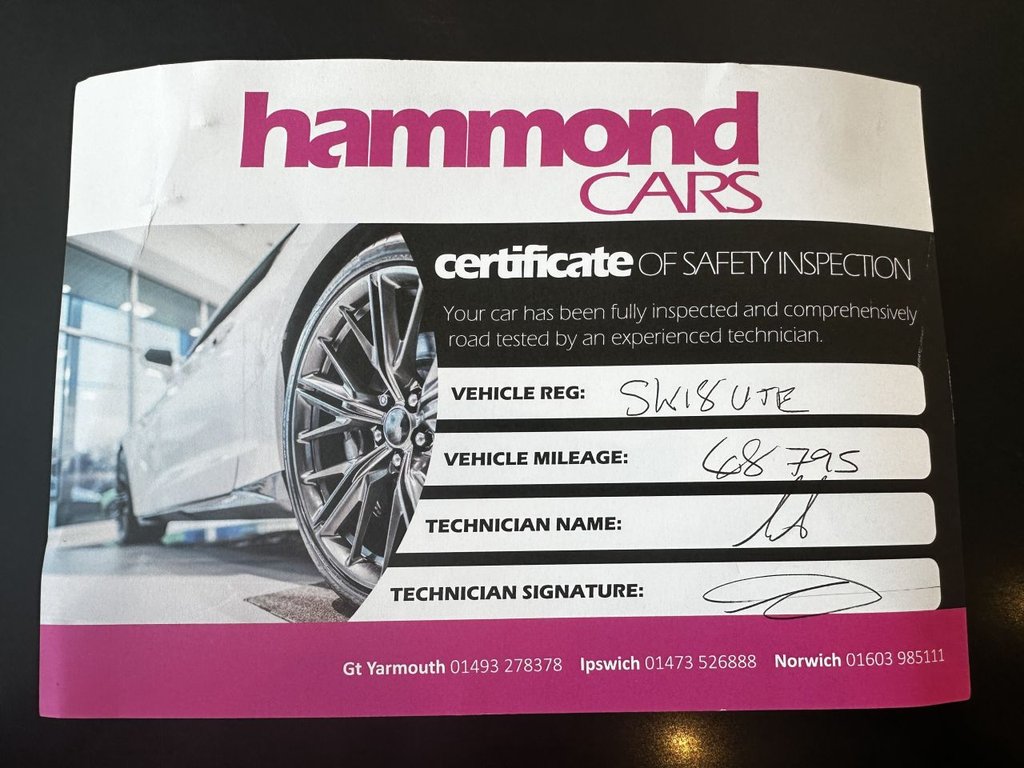 hammond
CARS
certificate OF SAFETY INSPECTION
Your car has been fully inspected and comprehensively
road tested by an experienced technician.
VEHICLE REG: SW18 UTE
VEHICLE MILEAGE: 68 795
TECHNICIAN NAME:
TECHNICIAN SIGNATURE:
Gt Yarmouth 01493 278378 Ipswich 01473 526888 Norwich 01603 985111